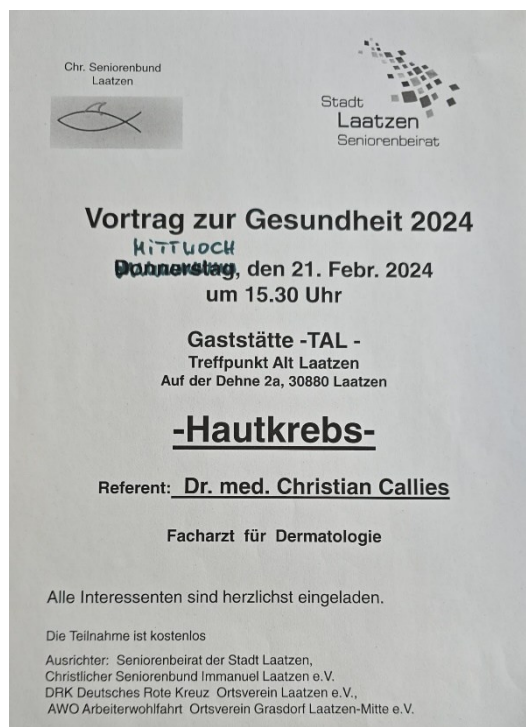 Chr. Seniorenbund
Laatzen
Stadt
Laatzen
Seniorenbeirat
Vortrag zur Gesundheit 2024
MITTWOCH
Donnerstag, den 21. Febr. 2024
um 15.30 Uhr
Gaststätte -TAL -
Treffpunkt Alt Laatzen
Auf der Dehne 2a, 30880 Laatzen
-Hautkrebs-
Referent: Dr. med. Christian Callies
Facharzt für Dermatologie
Alle Interessenten sind herzlichst eingeladen.
Die Teilnahme ist kostenlos
Ausrichter: Seniorenbeirat der Stadt Laatzen,
Christlicher Seniorenbund Immanuel Laatzen e.V.
DRK Deutsches Rote Kreuz Ortsverein Laatzen e.V.,
AWO Arbeiterwohlfahrt Ortsverein Grasdorf Laatzen-Mitte e.V.